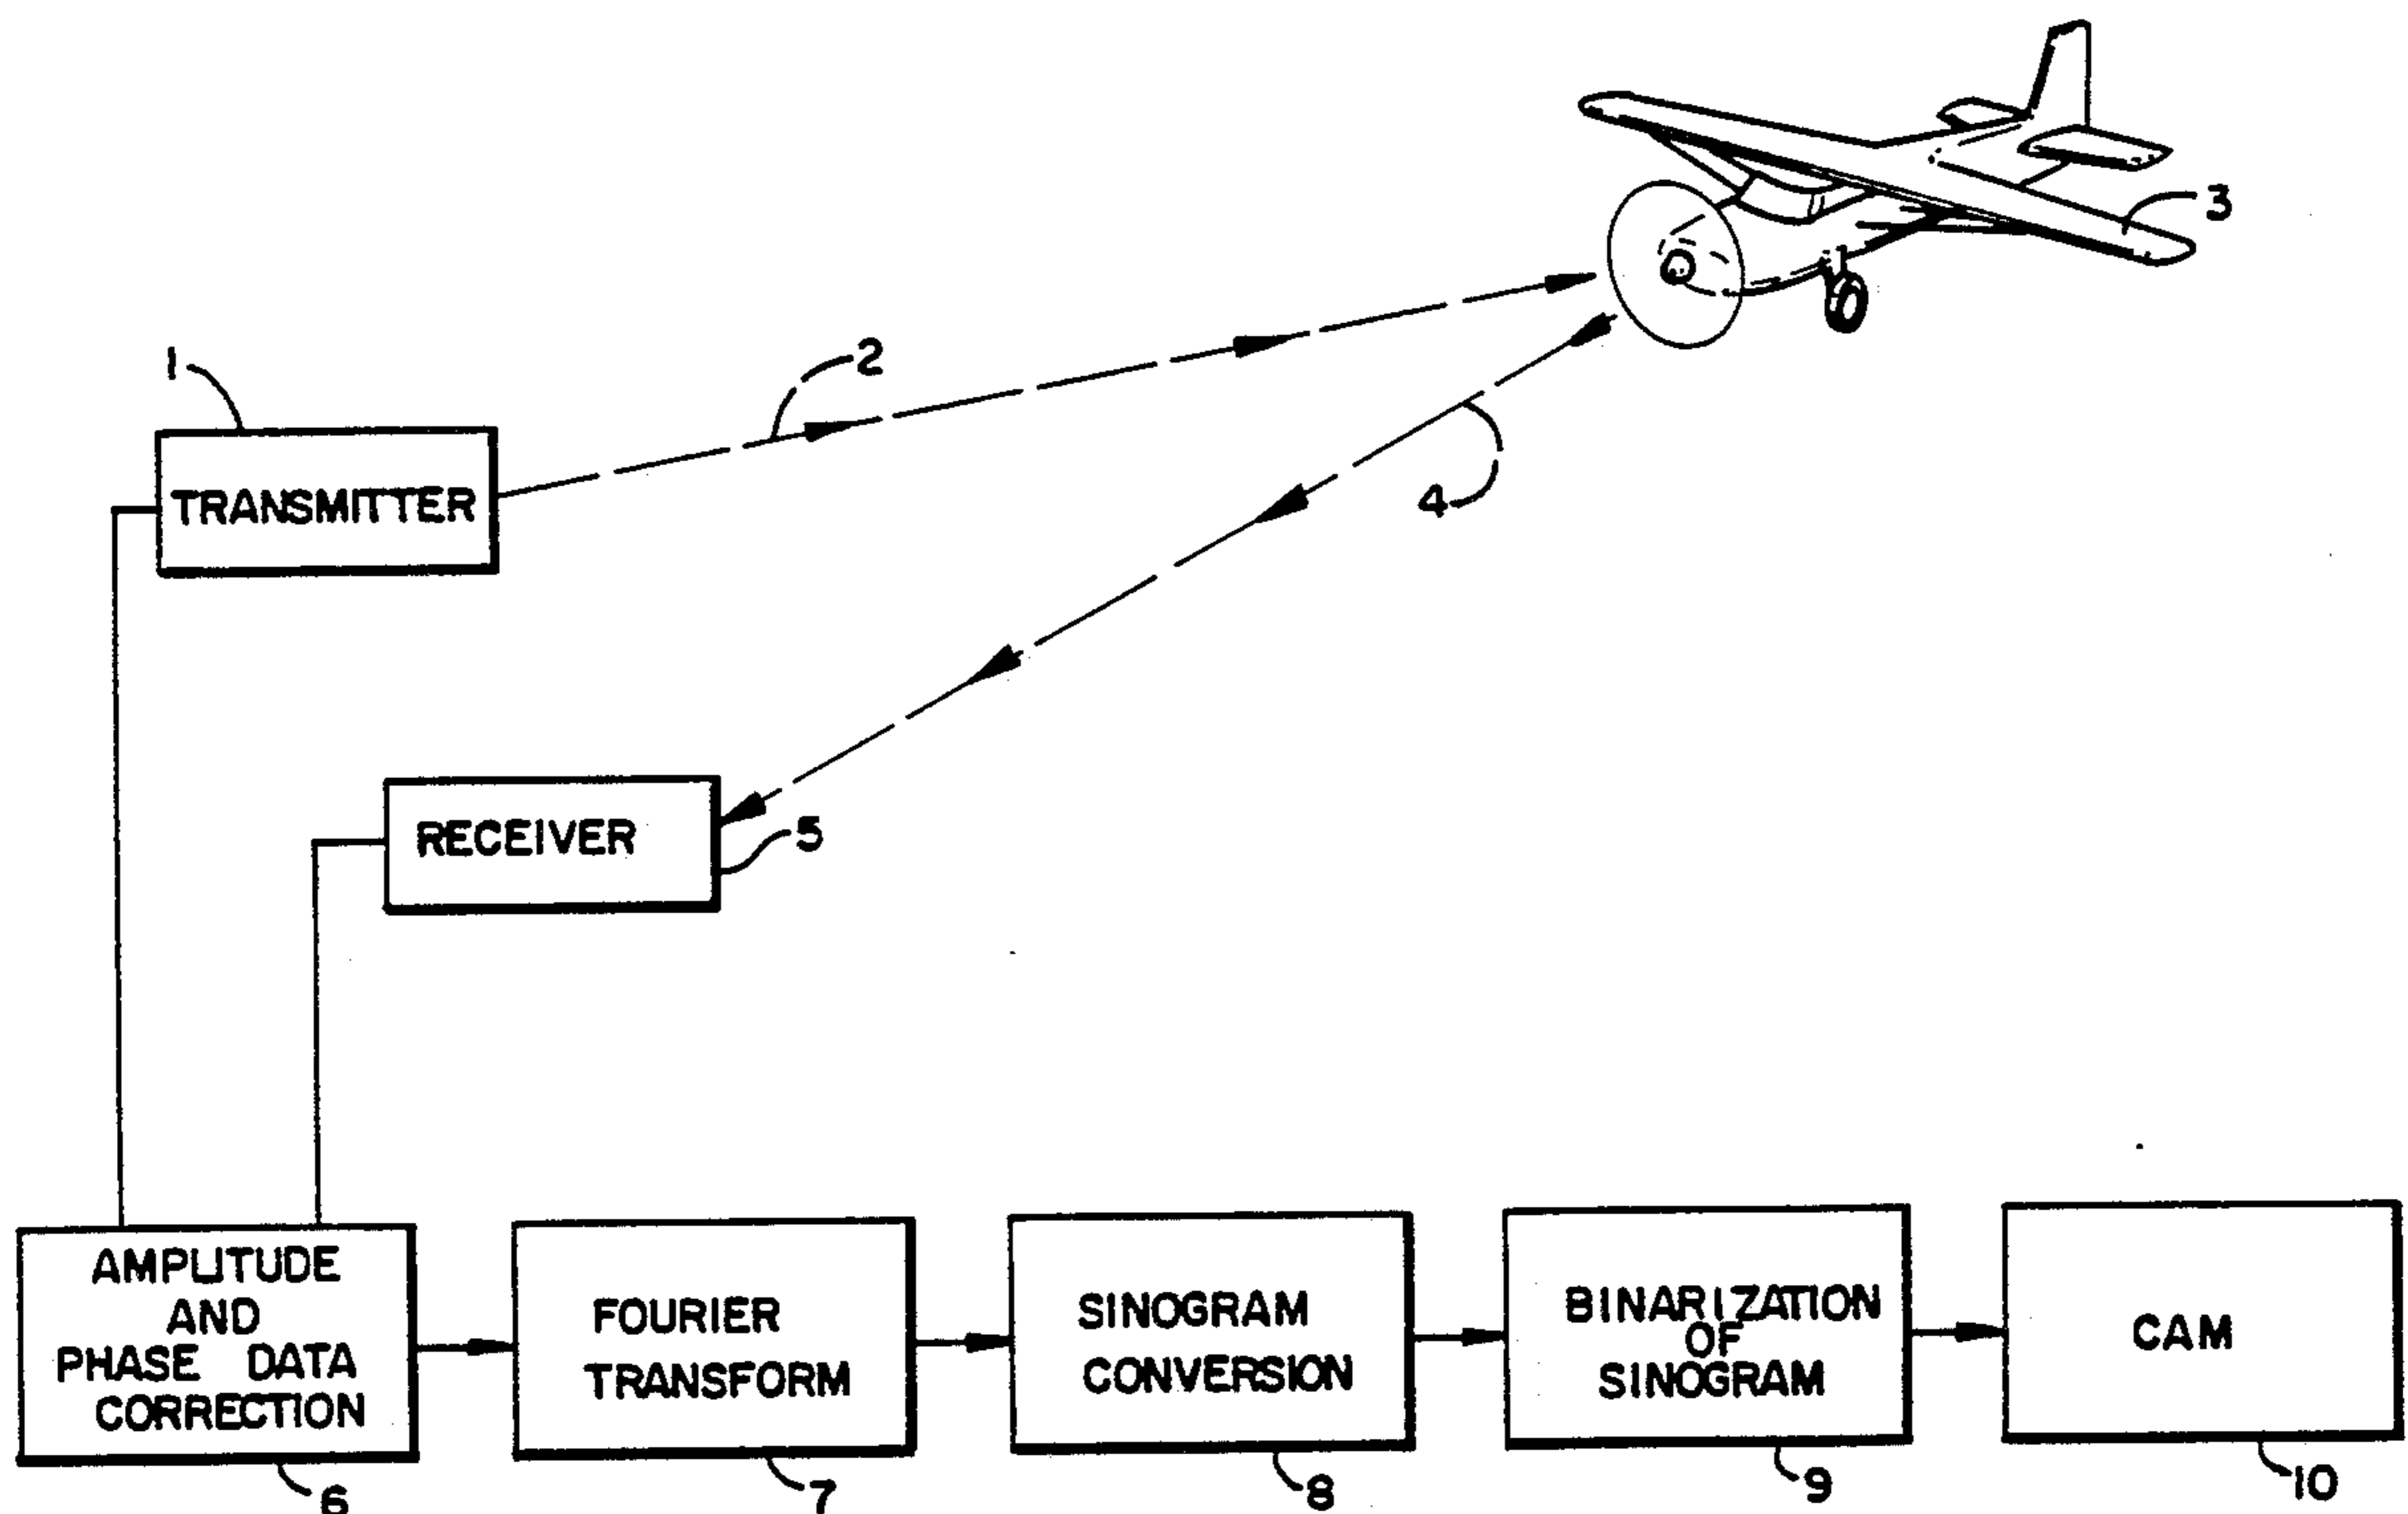 3
2
1
TRANSMITTER
4
RECEIVER
5
AMPLITUDE
AND
PHASE DATA
CORRECTION
FOURIER
TRANSFORM
SINOGRAM
CONVERSION
BINARIZATION
OF
SINOGRAM
CAM
6
7
8
9
10